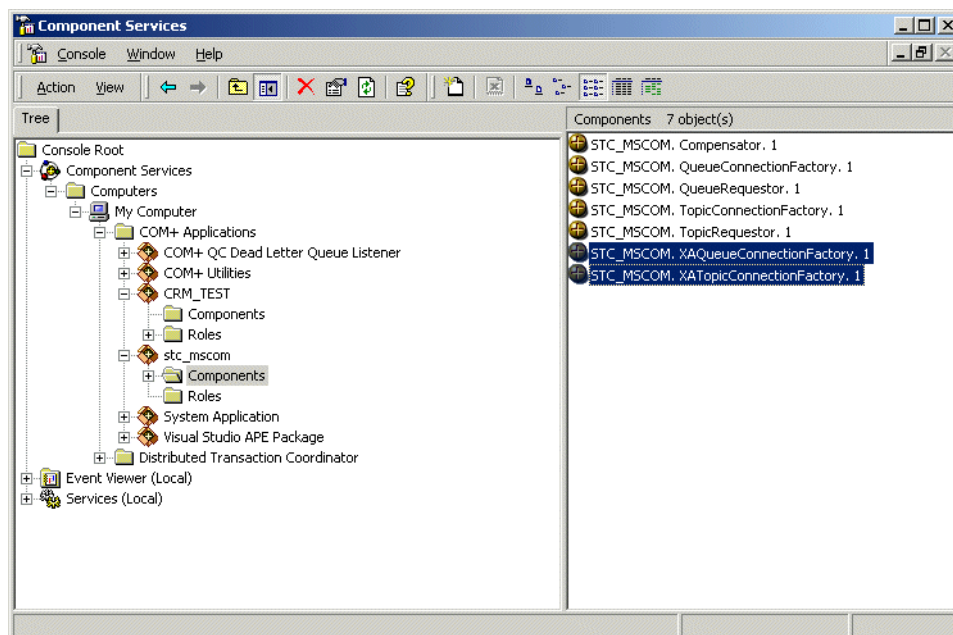 Component Services
Console Window Help
Action View
Tree
Components 7 object(s)
Console Root
Component Services
Computers
My Computer
COM+ Applications
COM+ QC Dead Letter Queue Listener
COM+ Utilities
CRM_TEST
Components
Roles
stc_mscom
Components
Roles
System Application
Visual Studio APE Package
Distributed Transaction Coordinator
Event Viewer (Local)
Services (Local)
STC_MSCOM. Compensator. 1
STC_MSCOM. QueueConnectionFactory. 1
STC_MSCOM. QueueRequestor. 1
STC_MSCOM. TopicConnectionFactory. 1
STC_MSCOM. TopicRequestor. 1
STC_MSCOM. XAQueueConnectionFactory. 1
STC_MSCOM. XATopicConnectionFactory. 1